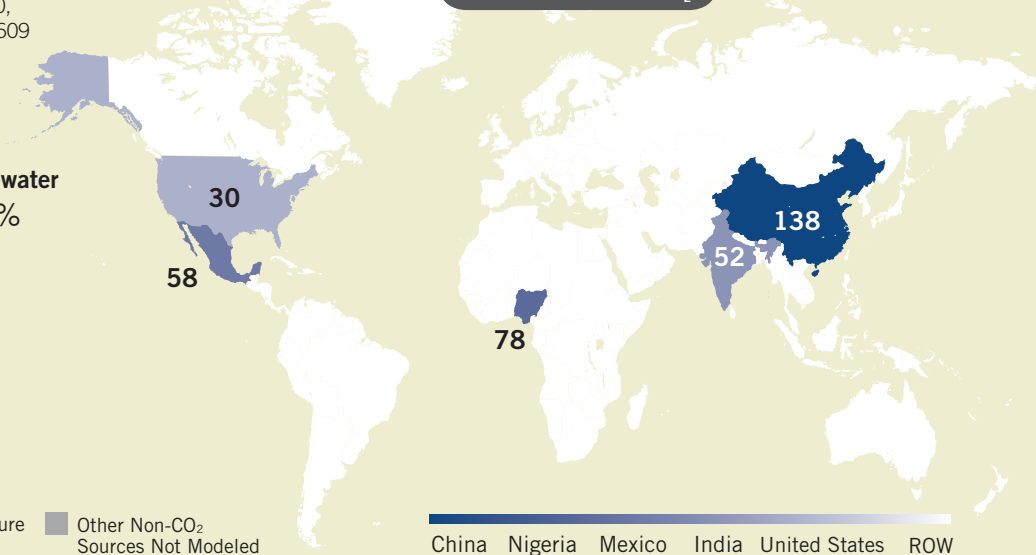 609
water
%
30
58
78
138
52
Other Non-CO₂
Sources Not Modeled
China Nigeria Mexico India United States ROW